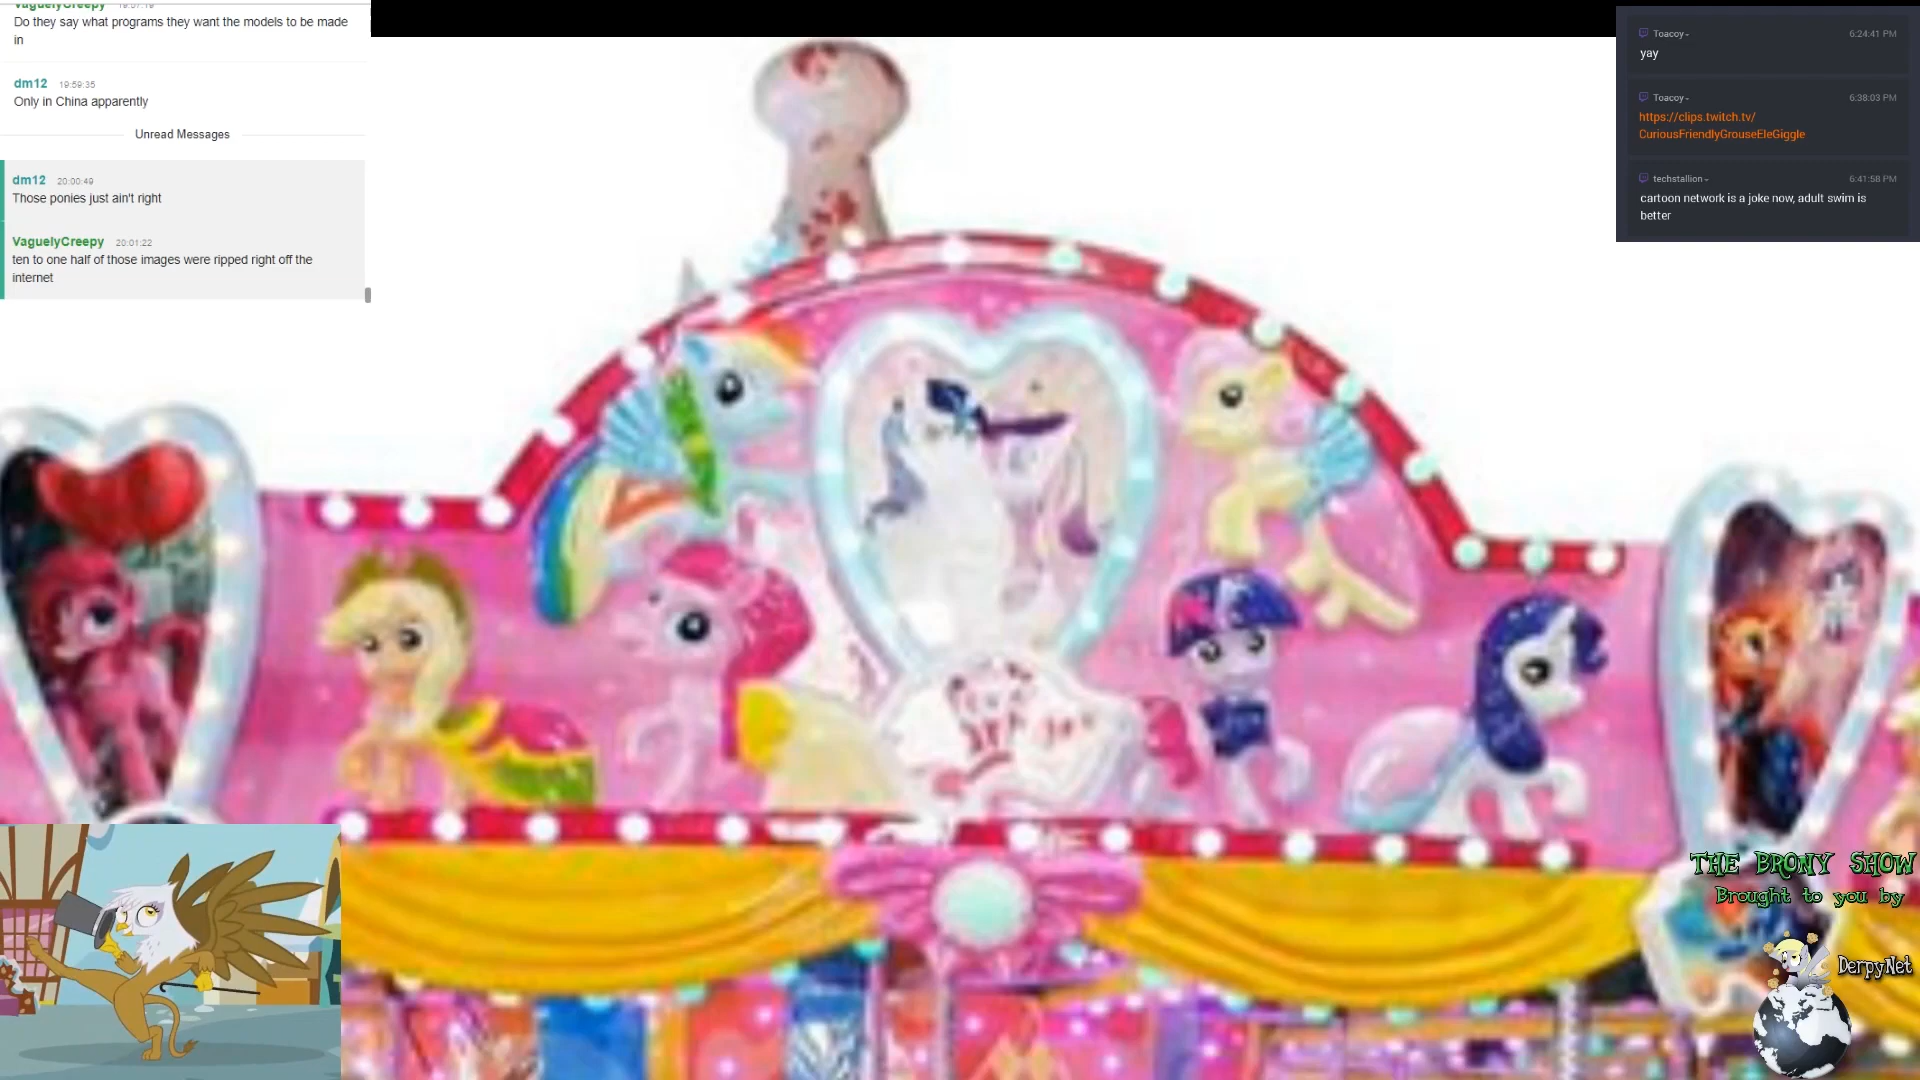 VaguelyCreepy 19:57:19
Do they say what programs they want the models to be made
in
dm12 19:59:35
Only in China apparently
Unread Messages
dm12 20:00:49
Those ponies just ain't right
VaguelyCreepy 20:01:22
ten to one half of those images were ripped right off the
internet
Toacoy 6:24:41 PM
yay
Toacoy 6:38:03 PM
https://clips.twitch.tv/
CuriousFriendlyGrouseEleGiggle
techstallion 6:41:58 PM
cartoon network is a joke now, adult swim is
better
THE BRONY SHOW
Brought to you by
DerpyNet